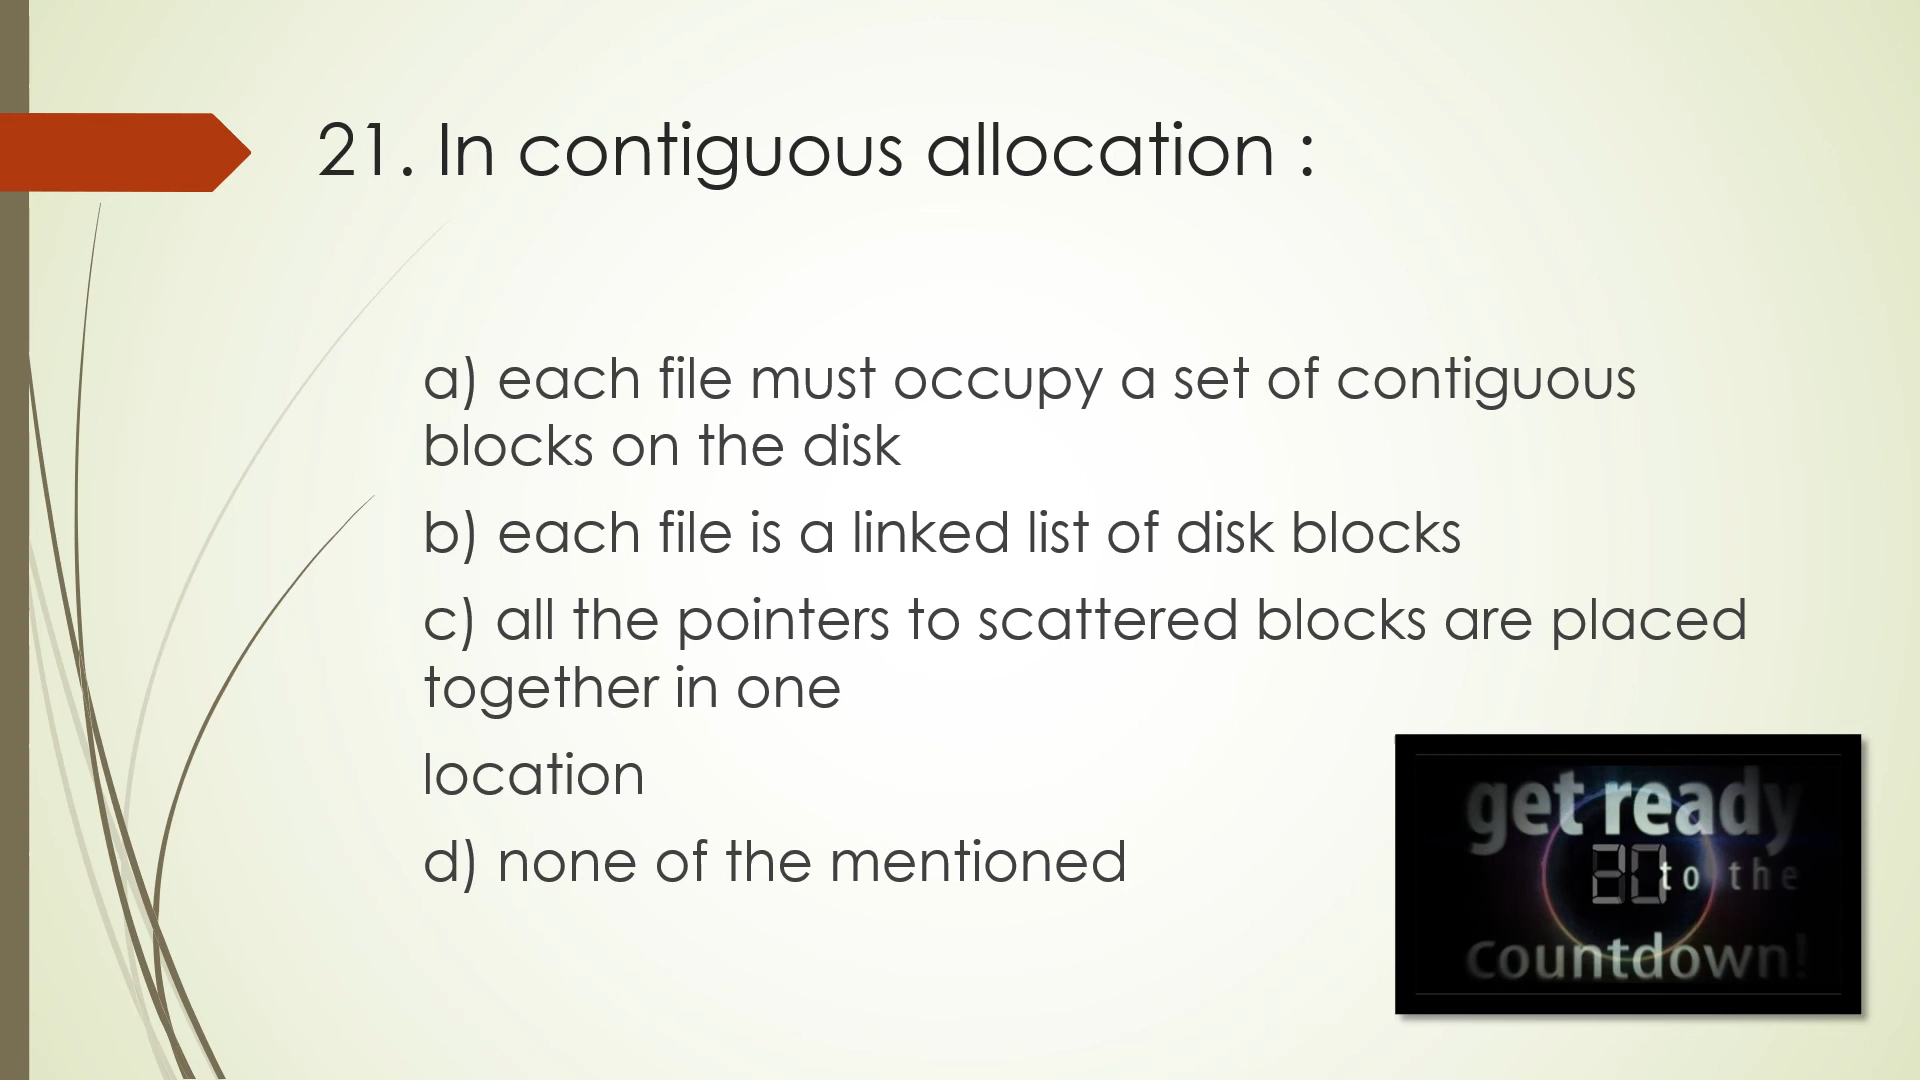 21. In contiguous allocation :
a) each file must occupy a set of contiguous
blocks on the disk
b) each file is a linked list of disk blocks
c) all the pointers to scattered blocks are placed
together in one
location
d) none of the mentioned
get ready
to the
countdown!